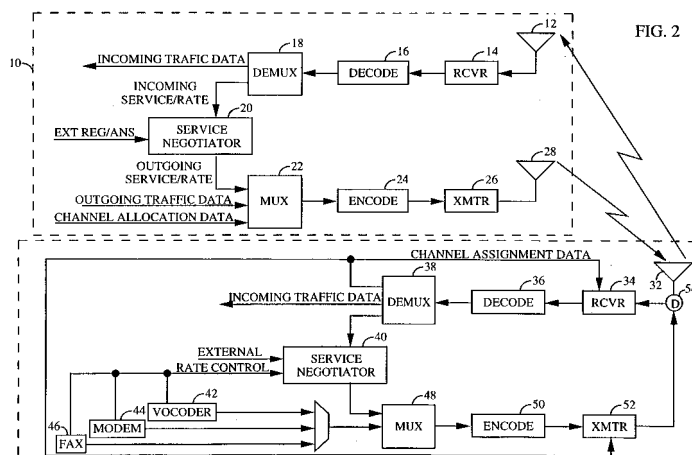 FIG. 2
10
INCOMING TRAFIC DATA
18
DEMUX
16
DECODE
14
RCVR
12
INCOMING
SERVICE/RATE
20
EXT REG/ANS
SERVICE
NEGOTIATOR
OUTGOING
SERVICE/RATE
22
MUX
OUTGOING TRAFFIC DATA
CHANNEL ALLOCATION DATA
24
ENCODE
26
XMTR
28
CHANNEL ASSIGNMENT DATA
38
DEMUX
INCOMING TRAFFIC DATA
36
DECODE
34
RCVR
32
D
40
EXTERNAL
RATE CONTROL
SERVICE
NEGOTIATOR
46
FAX
44
MODEM
42
VOCODER
48
MUX
50
ENCODE
52
XMTR